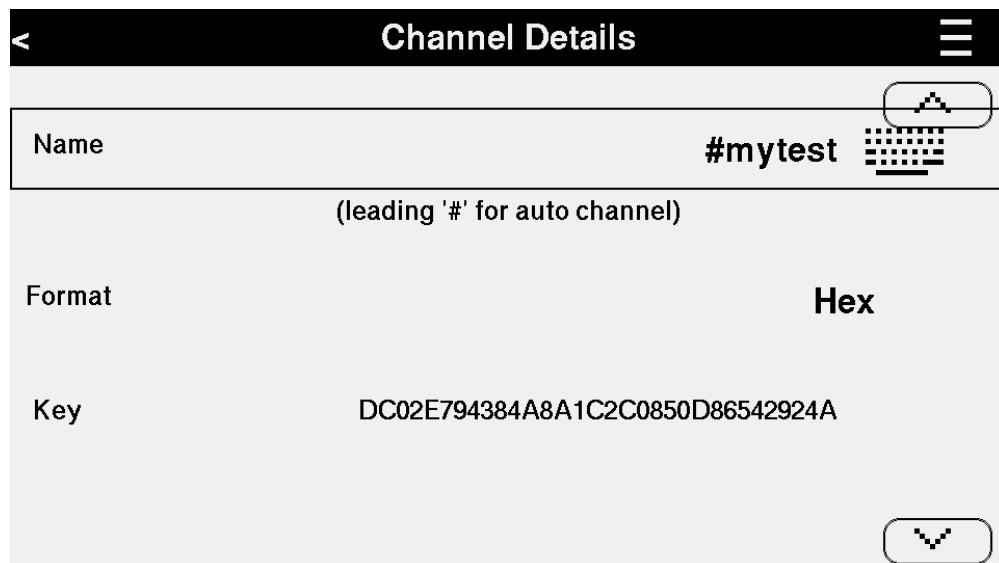 < Channel Details
Name #mytest
(leading '#' for auto channel)
Format Hex
Key DC02E794384A8A1C2C0850D86542924A